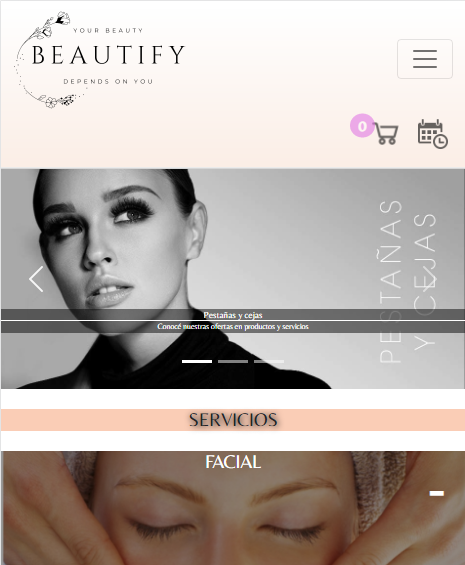 YOUR BEAUTY
BEAUTIFY
DEPENDS ON YOU
0
PESTAÑAS
Y CEJAS
Pestañas y cejas
Conocé nuestras ofertas en productos y servicios
SERVICIOS
FACIAL